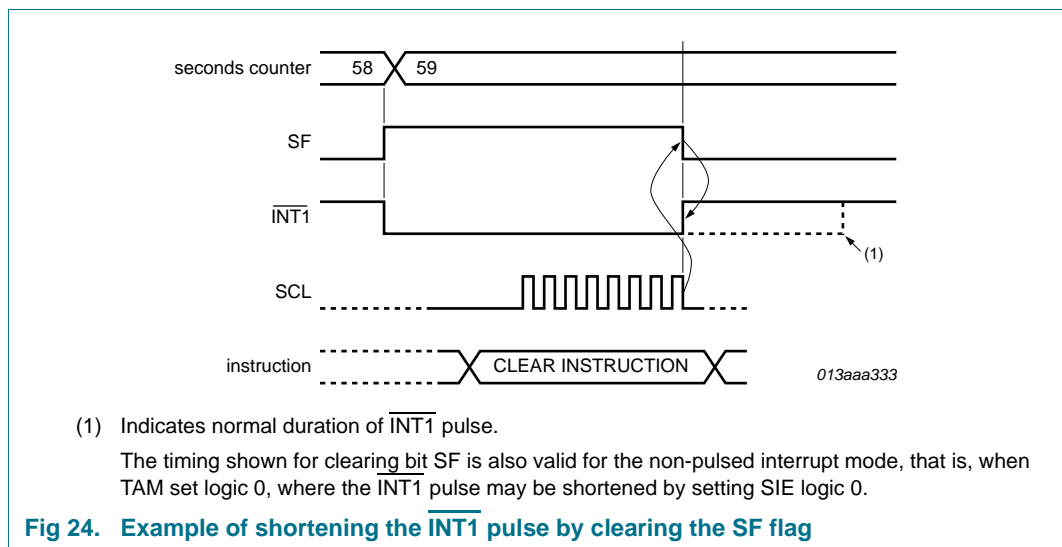 seconds counter 58 59
SF
INT1
(1)
SCL
instruction CLEAR INSTRUCTION
013aaa333
(1) Indicates normal duration of INT1 pulse.
The timing shown for clearing bit SF is also valid for the non-pulsed interrupt mode, that is, when
TAM set logic 0, where the INT1 pulse may be shortened by setting SIE logic 0.
Fig 24. Example of shortening the INT1 pulse by clearing the SF flag